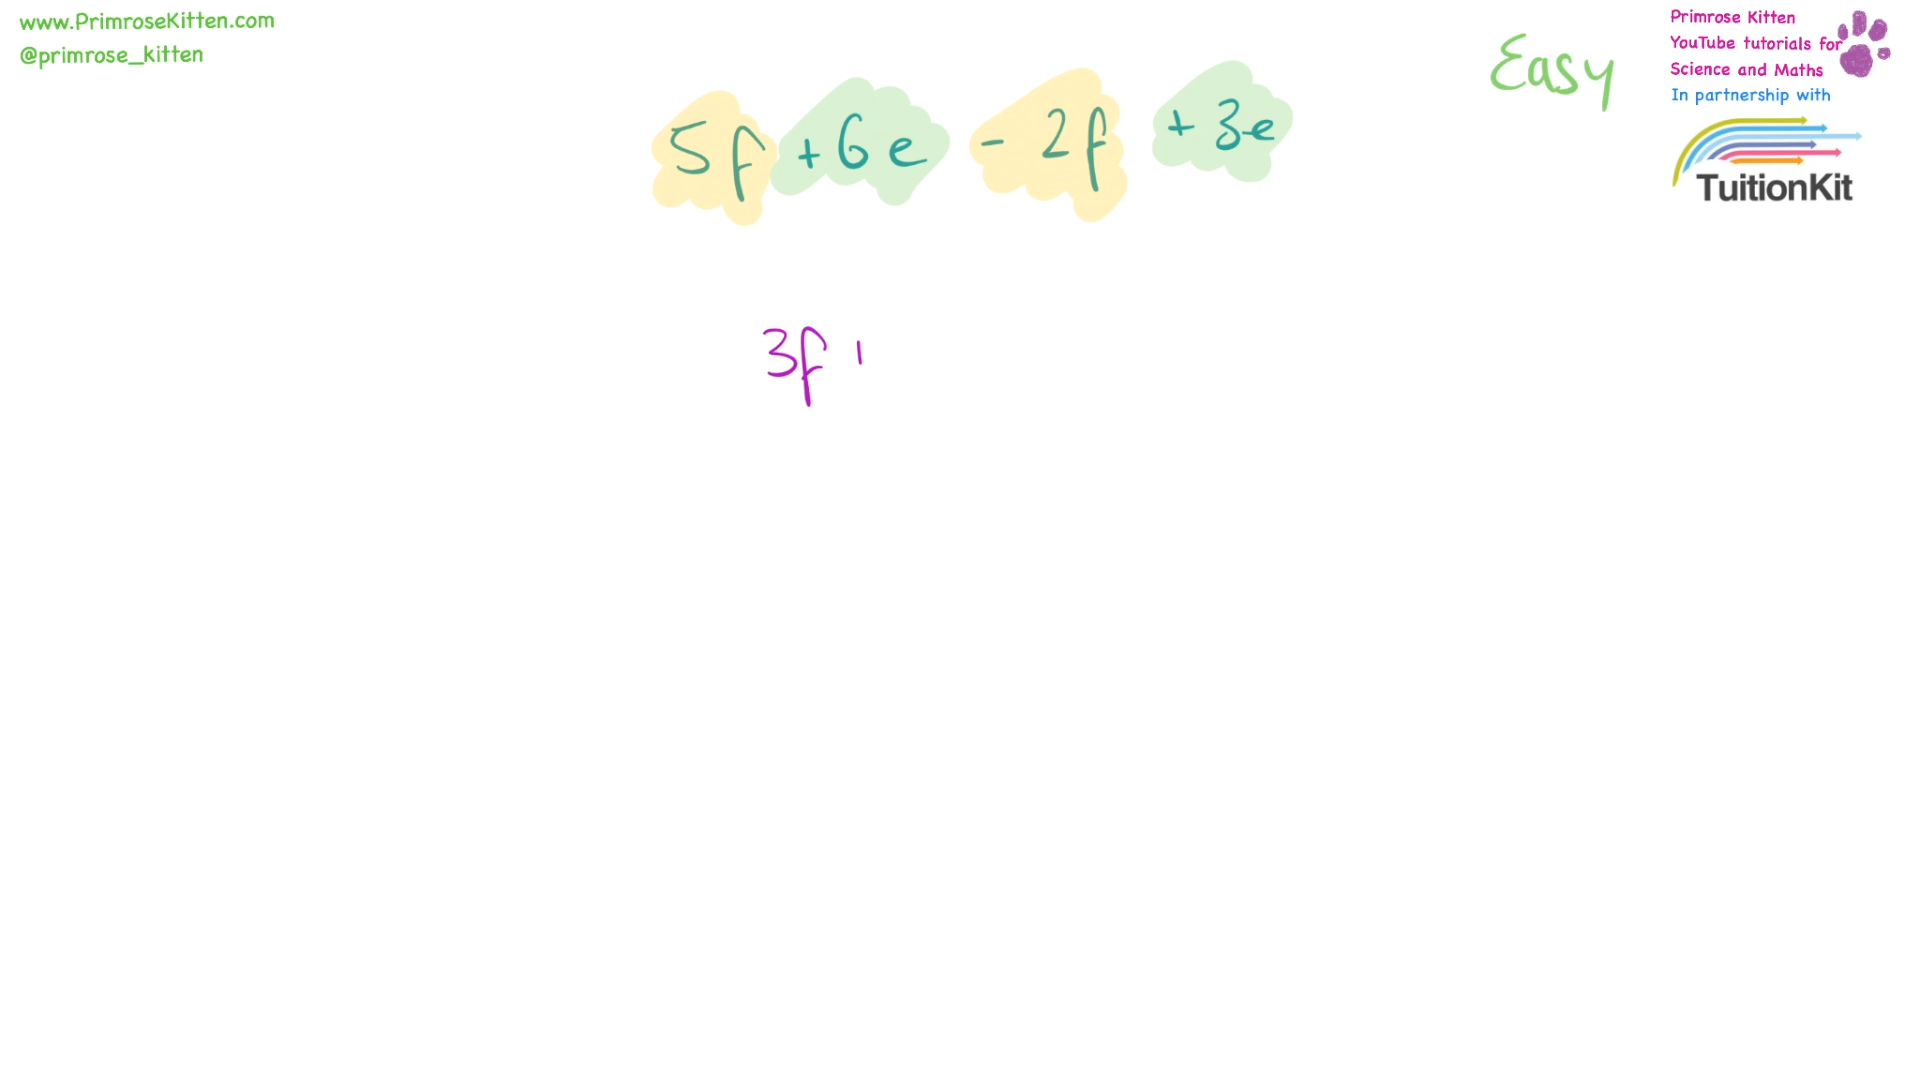 www.PrimroseKitten.com
@primrose_kitten
Easy
Primrose Kitten
YouTube tutorials for
Science and Maths
In partnership with
TuitionKit
5f + 6e - 2f + 3e
3f